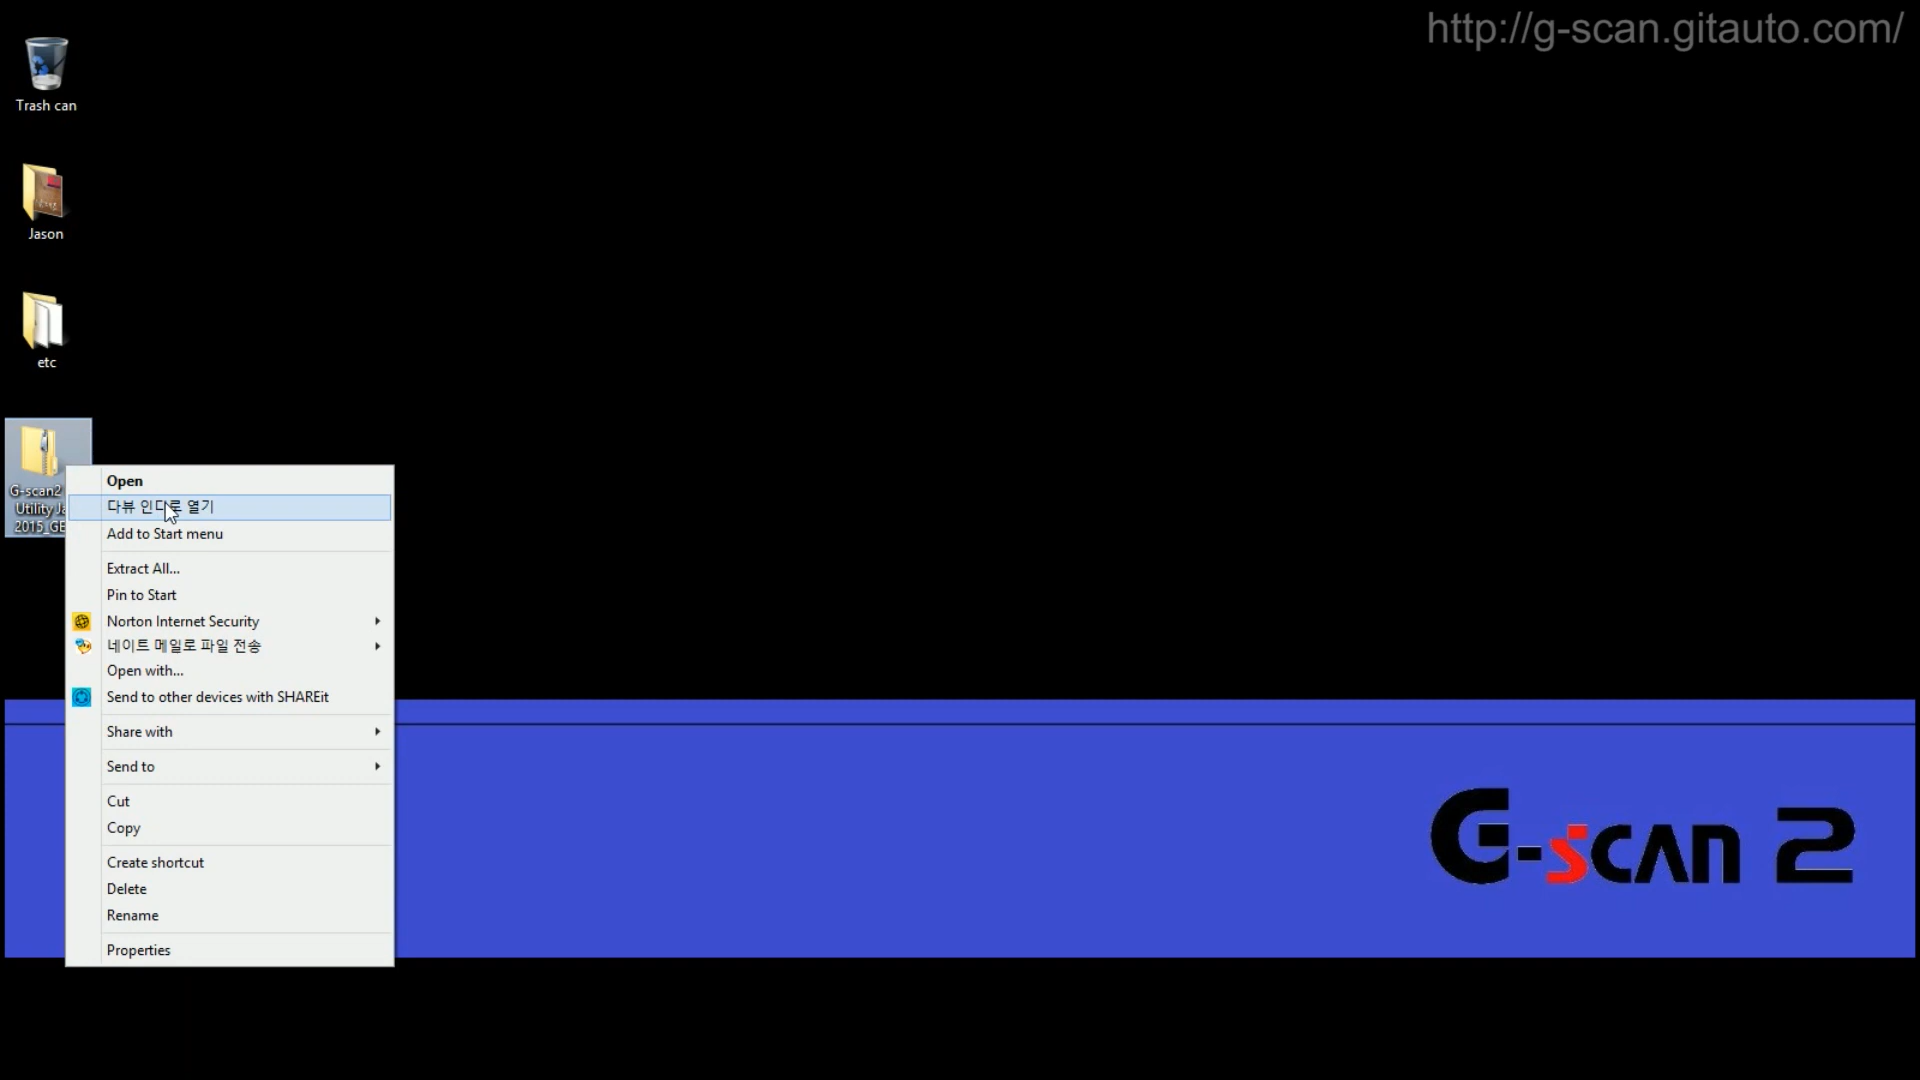 http://g-scan.gitauto.com/
Trash can
Jason
etc
G-scan2
Utility
Open
다뷰 인디로 열기
Add to Start menu
Extract All...
Pin to Start
Norton Internet Security
네이트 메일로 파일 전송
Open with...
Send to other devices with SHAREit
Share with
Send to
Cut
Copy
Create shortcut
Delete
Rename
Properties
G-scan 2